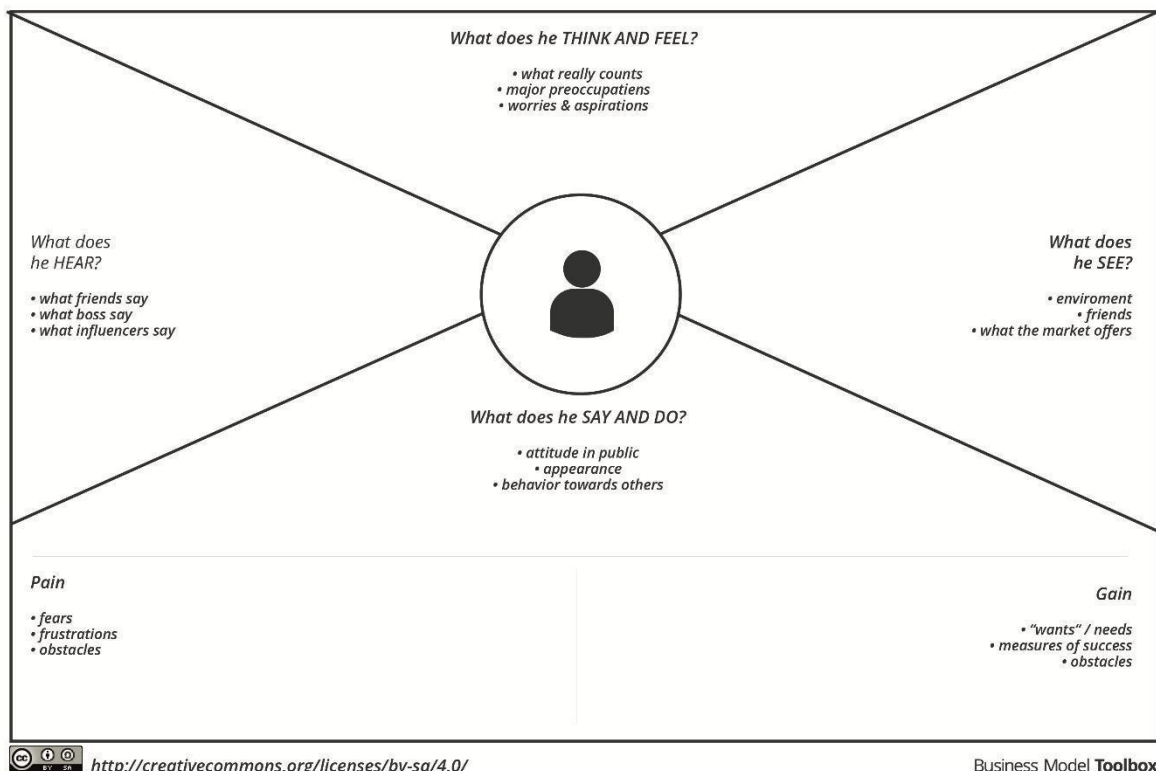 What does he THINK AND FEEL?
• what really counts
• major preoccupatiens
• worries & aspirations
What does
he HEAR?
• what friends say
• what boss say
• what influencers say
What does
he SEE?
• enviroment
• friends
• what the market offers
What does he SAY AND DO?
• attitude in public
• appearance
• behavior towards others
Pain
• fears
• frustrations
• obstacles
Gain
• “wants“ / needs
• measures of success
• obstacles
cc BY SA
http://creativecommons.org/licenses/by-sa/4.0/
Business Model Toolbox